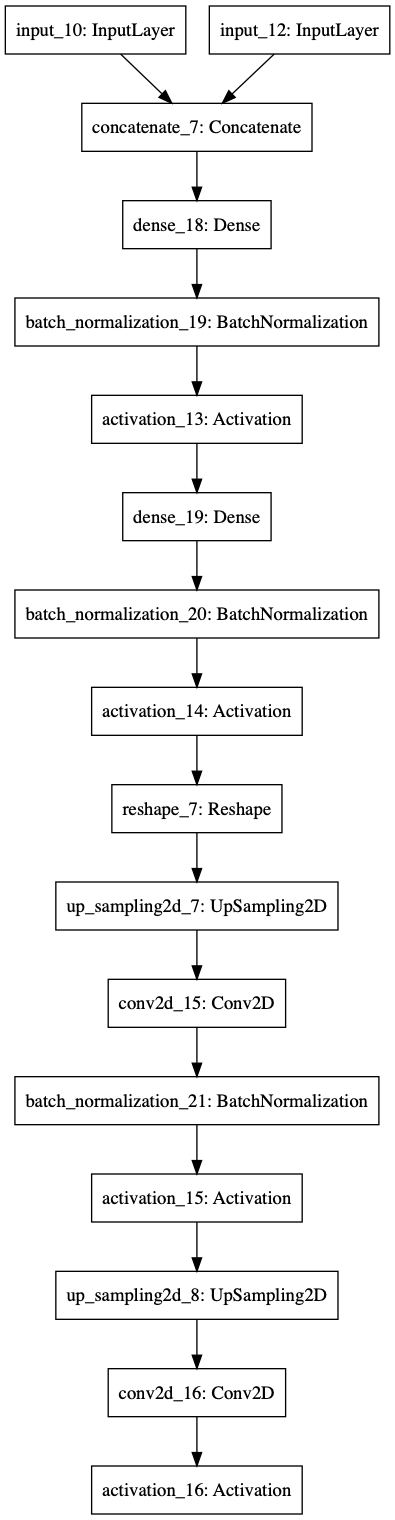 input_10: InputLayer
input_12: InputLayer
concatenate_7: Concatenate
dense_18: Dense
batch_normalization_19: BatchNormalization
activation_13: Activation
dense_19: Dense
batch_normalization_20: BatchNormalization
activation_14: Activation
reshape_7: Reshape
up_sampling2d_7: UpSampling2D
conv2d_15: Conv2D
batch_normalization_21: BatchNormalization
activation_15: Activation
up_sampling2d_8: UpSampling2D
conv2d_16: Conv2D
activation_16: Activation